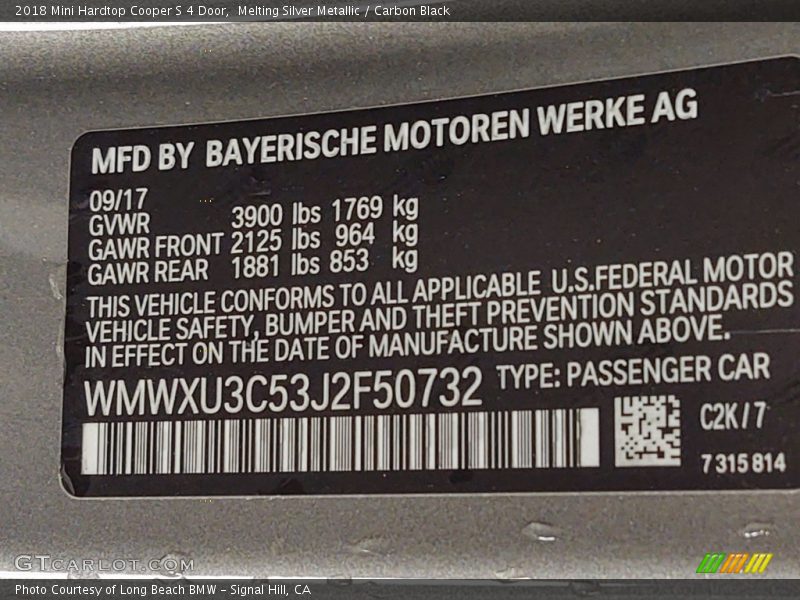 2018 Mini Hardtop Cooper S 4 Door,  Melting Silver Metallic / Carbon Black
MFD BY BAYERISCHE MOTOREN WERKE AG
09/17
GVWR 3900 lbs 1769 kg
GAWR FRONT 2125 lbs 964 kg
GAWR REAR 1881 lbs 853 kg
THIS VEHICLE CONFORMS TO ALL APPLICABLE U.S.FEDERAL MOTOR
VEHICLE SAFETY, BUMPER AND THEFT PREVENTION STANDARDS
IN EFFECT ON THE DATE OF MANUFACTURE SHOWN ABOVE.
WMWXU3C53J2F50732 TYPE: PASSENGER CAR
C2K/7
7315814
GTCARLOT.COM
Photo Courtesy of Long Beach BMW – Signal Hill, CA